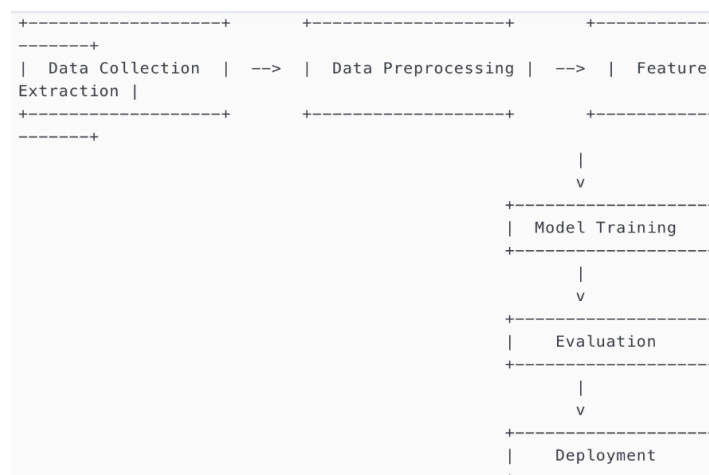 +-------------------+       +-------------------+       +-----------
-------+
|  Data Collection  |  -->  |  Data Preprocessing |  -->  |  Feature
Extraction |
+-------------------+       +-------------------+       +-----------
-------+
|
v
+-------------------
|  Model Training
+-------------------
|
v
+-------------------
|    Evaluation
+-------------------
|
v
+-------------------
|    Deployment